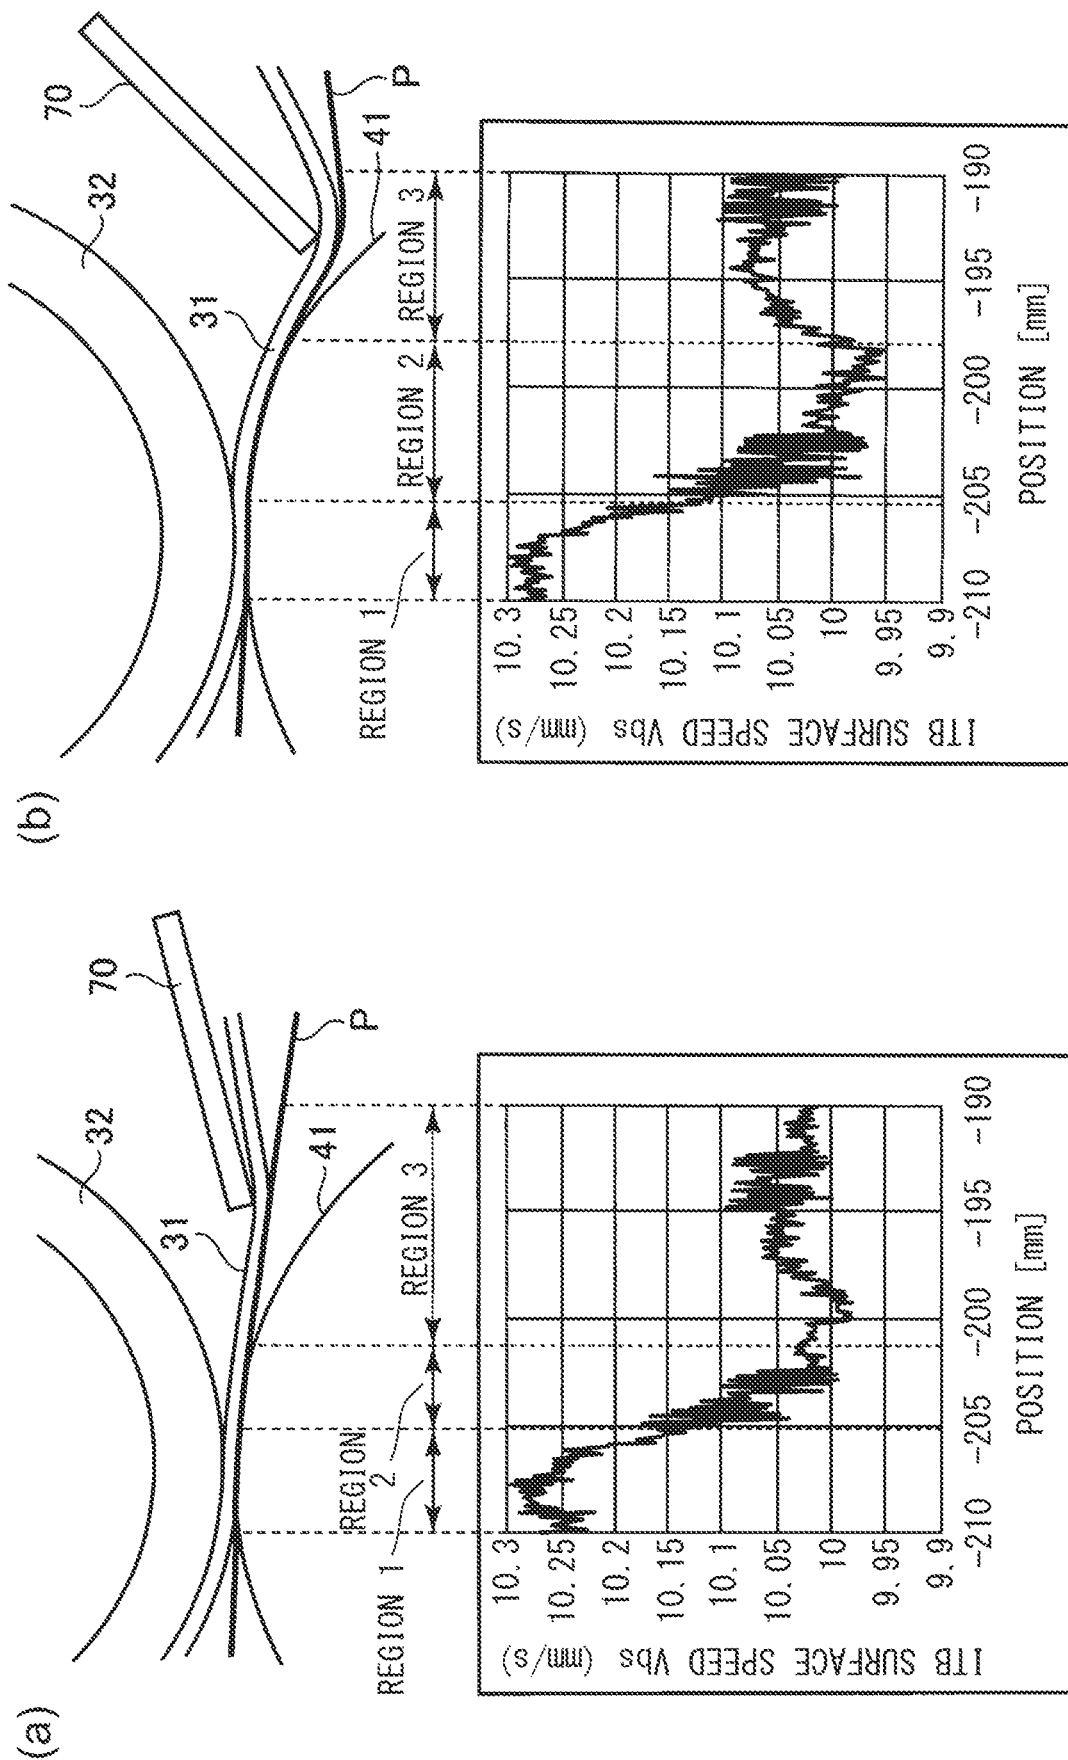 (a)
32
70
31
P
41
REGION 1
REGION
2
REGION 3
ITB SURFACE SPEED Vbs (mm/s)
10.3
10.25
10.2
10.15
10.1
10.05
10
9.95
9.9
-210
-205
-200
-195
-190
POSITION [mm]
(b)
32
70
31
P
41
REGION 1
REGION 2
REGION 3
ITB SURFACE SPEED Vbs (mm/s)
10.3
10.25
10.2
10.15
10.1
10.05
10
9.95
9.9
-210
-205
-200
-195
-190
POSITION [mm]